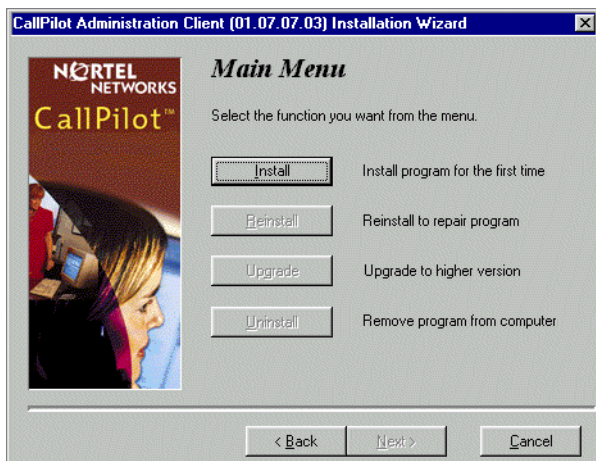 CallPilot Administration Client (01.07.07.03) Installation Wizard
NORTEL
NETWORKS
CallPilot™
Main Menu
Select the function you want from the menu.
Install Install program for the first time
Reinstall Reinstall to repair program
Upgrade Upgrade to higher version
Uninstall Remove program from computer
< Back Next > Cancel